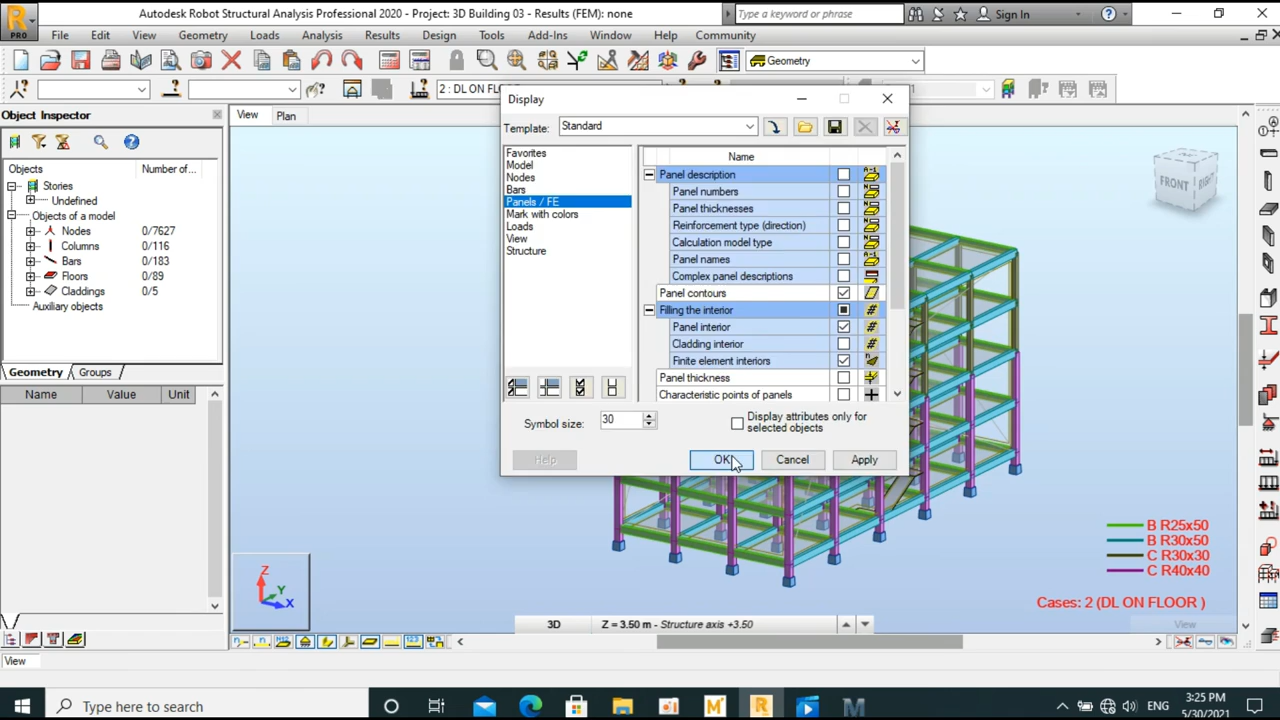 Autodesk Robot Structural Analysis Professional 2020 - Project: 3D Building 03 - Results (FEM): none
Type a keyword or phrase
Sign In
PRO
File Edit View Geometry Loads Analysis Results Design Tools Add-Ins Window Help Community
Geometry
2 : DL ON FLOOR
Object Inspector
View Plan
Objects Number of...
Stories
Undefined
Objects of a model
Nodes 0/7627
Columns 0/116
Bars 0/183
Floors 0/89
Claddings 0/5
Auxiliary objects
Geometry Groups
Name Value Unit
Display
Template: Standard
Favorites
Model
Nodes
Bars
Panels / FE
Mark with colors
Loads
View
Structure
Name
Panel description
Panel numbers
Panel thicknesses
Reinforcement type (direction)
Calculation model type
Panel names
Complex panel descriptions
Panel contours
Filling the interior
Panel interior
Cladding interior
Finite element interiors
Panel thickness
Characteristic points of panels
Symbol size: 30
Display attributes only for
selected objects
Help OK Cancel Apply
FRONT RIGHT
B R25x50
B R30x50
C R30x30
C R40x40
Cases: 2 (DL ON FLOOR )
Z
Y
X
3D Z = 3.50 m - Structure axis +3.50
View
View
Type here to search
ENG
3:25 PM
5/30/2021